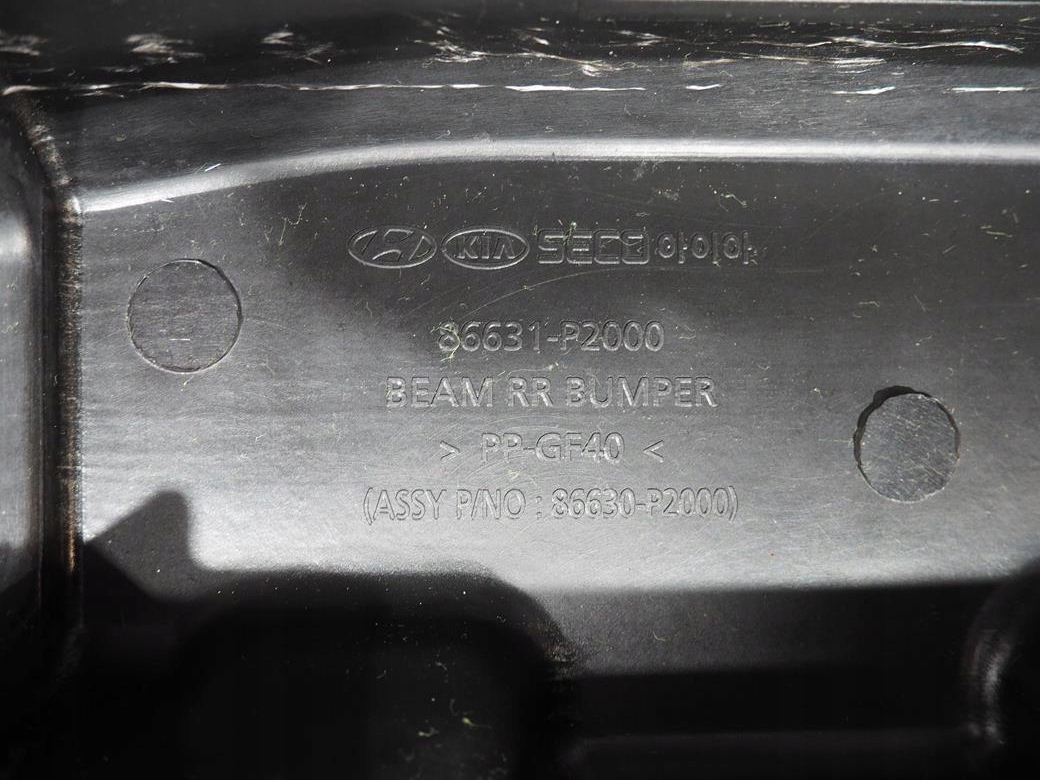 KIA SECO
86631-P2000
BEAM RR BUMPER
> PP-GF40 <
(ASSY P/NO : 86630-P2000)